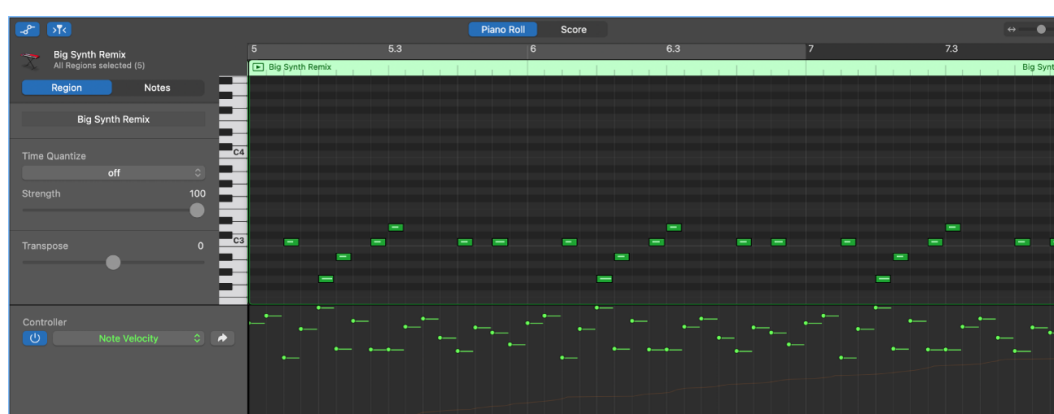 Piano Roll Score
5 5.3 6 6.3 7 7.3
Big Synth Remix
All Regions selected (5)
Big Synth Remix
Big Synt
Region Notes
Big Synth Remix
C4
Time Quantize
off
Strength 100
C3
Transpose 0
Controller
Note Velocity